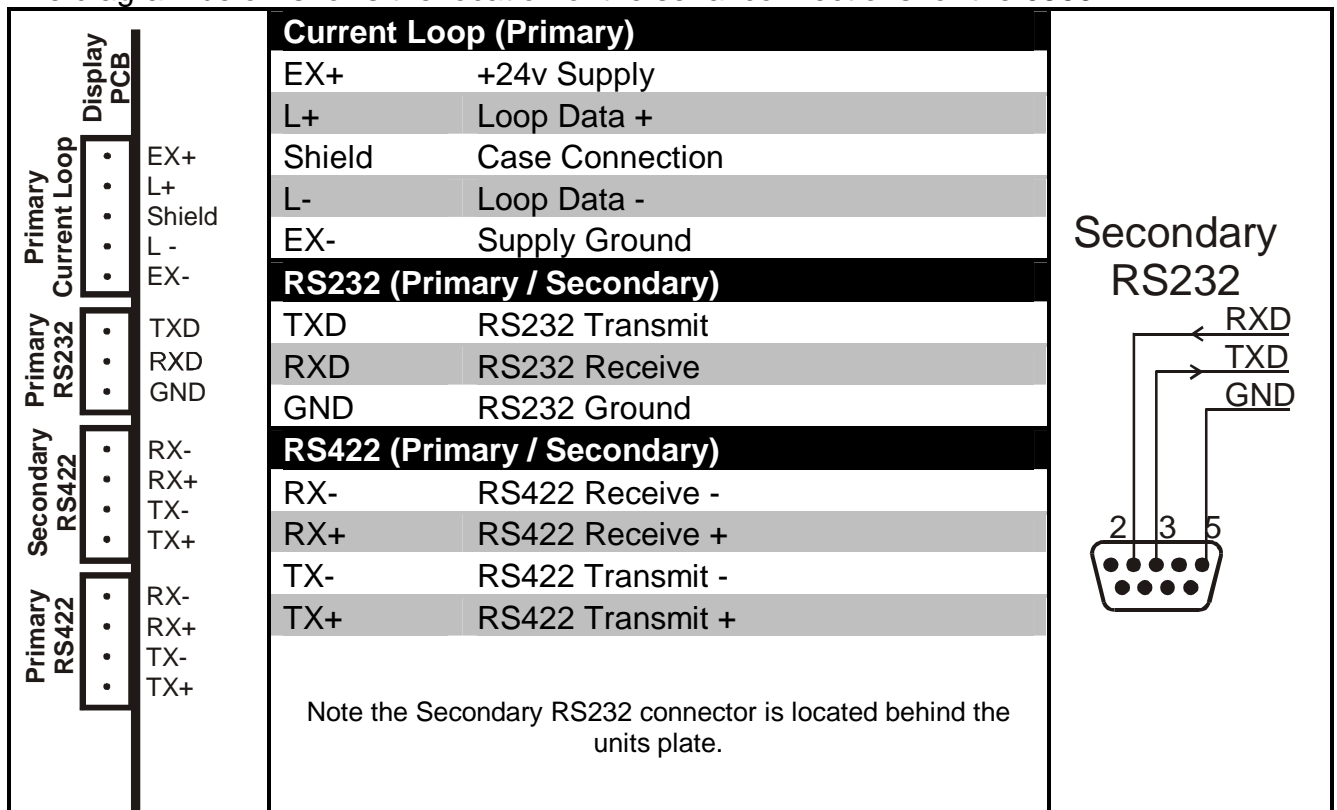 Display
PCB
Primary
Current Loop
EX+
L+
Shield
L -
EX-
Primary
RS232
TXD
RXD
GND
Secondary
RS422
RX-
RX+
TX-
TX+
Primary
RS422
RX-
RX+
TX-
TX+
Current Loop (Primary)
EX+ +24v Supply
L+ Loop Data +
Shield Case Connection
L- Loop Data -
EX- Supply Ground
RS232 (Primary / Secondary)
TXD RS232 Transmit
RXD RS232 Receive
GND RS232 Ground
RS422 (Primary / Secondary)
RX- RS422 Receive -
RX+ RS422 Receive +
TX- RS422 Transmit -
TX+ RS422 Transmit +
Note the Secondary RS232 connector is located behind the
units plate.
Secondary
RS232
RXD
TXD
GND
2 3 5